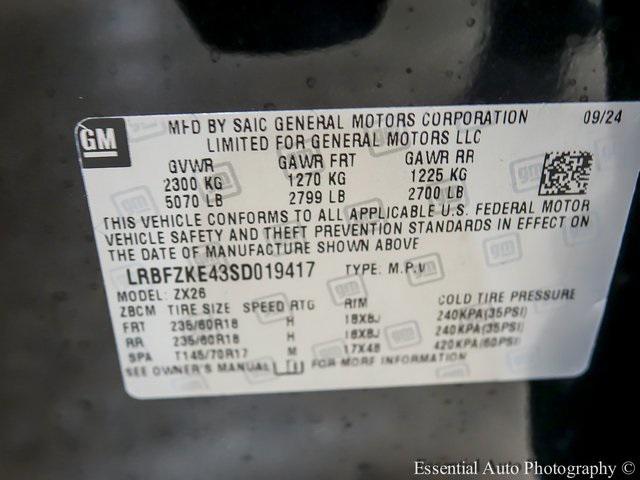 GM
MFD BY SAIC GENERAL MOTORS CORPORATION 09/24
LIMITED FOR GENERAL MOTORS LLC
GVWR GAWR FRT GAWR RR
2300 KG 1270 KG 1225 KG
5070 LB 2799 LB 2700 LB
THIS VEHICLE CONFORMS TO ALL APPLICABLE U.S. FEDERAL MOTOR
VEHICLE SAFETY AND THEFT PREVENTION STANDARDS IN EFFECT ON
THE DATE OF MANUFACTURE SHOWN ABOVE
LRBFZKE43SD019417 TYPE: M.P.V
MODEL: ZX26
ZBCM TIRE SIZE SPEED RTG RIM COLD TIRE PRESSURE
FRT 235/60R18 H 18X8J 240KPA(35PSI)
RR 235/60R18 H 18X8J 240KPA(35PSI)
SPA T145/70R17 M 17X4B 420KPA(60PSI)
SEE OWNER'S MANUAL FOR MORE INFORMATION
Essential Auto Photography ©